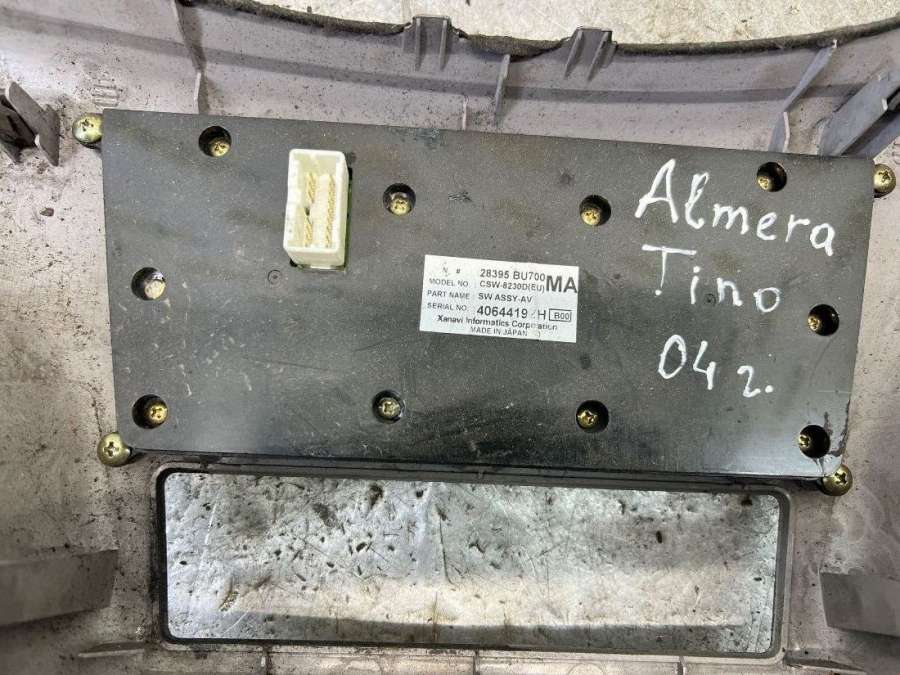 Almera
Tino
04 г.
# 28395 BU700 MA
MODEL NO. CSW-8230D(EU)
PART NAME SW ASSY-AV
SERIAL NO. 4064419 H B00
Xanavi Informatics Corporation
MADE IN JAPAN